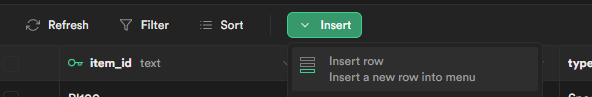 Refresh Filter Sort Insert
item_id text type
Insert row
Insert a new row into menu